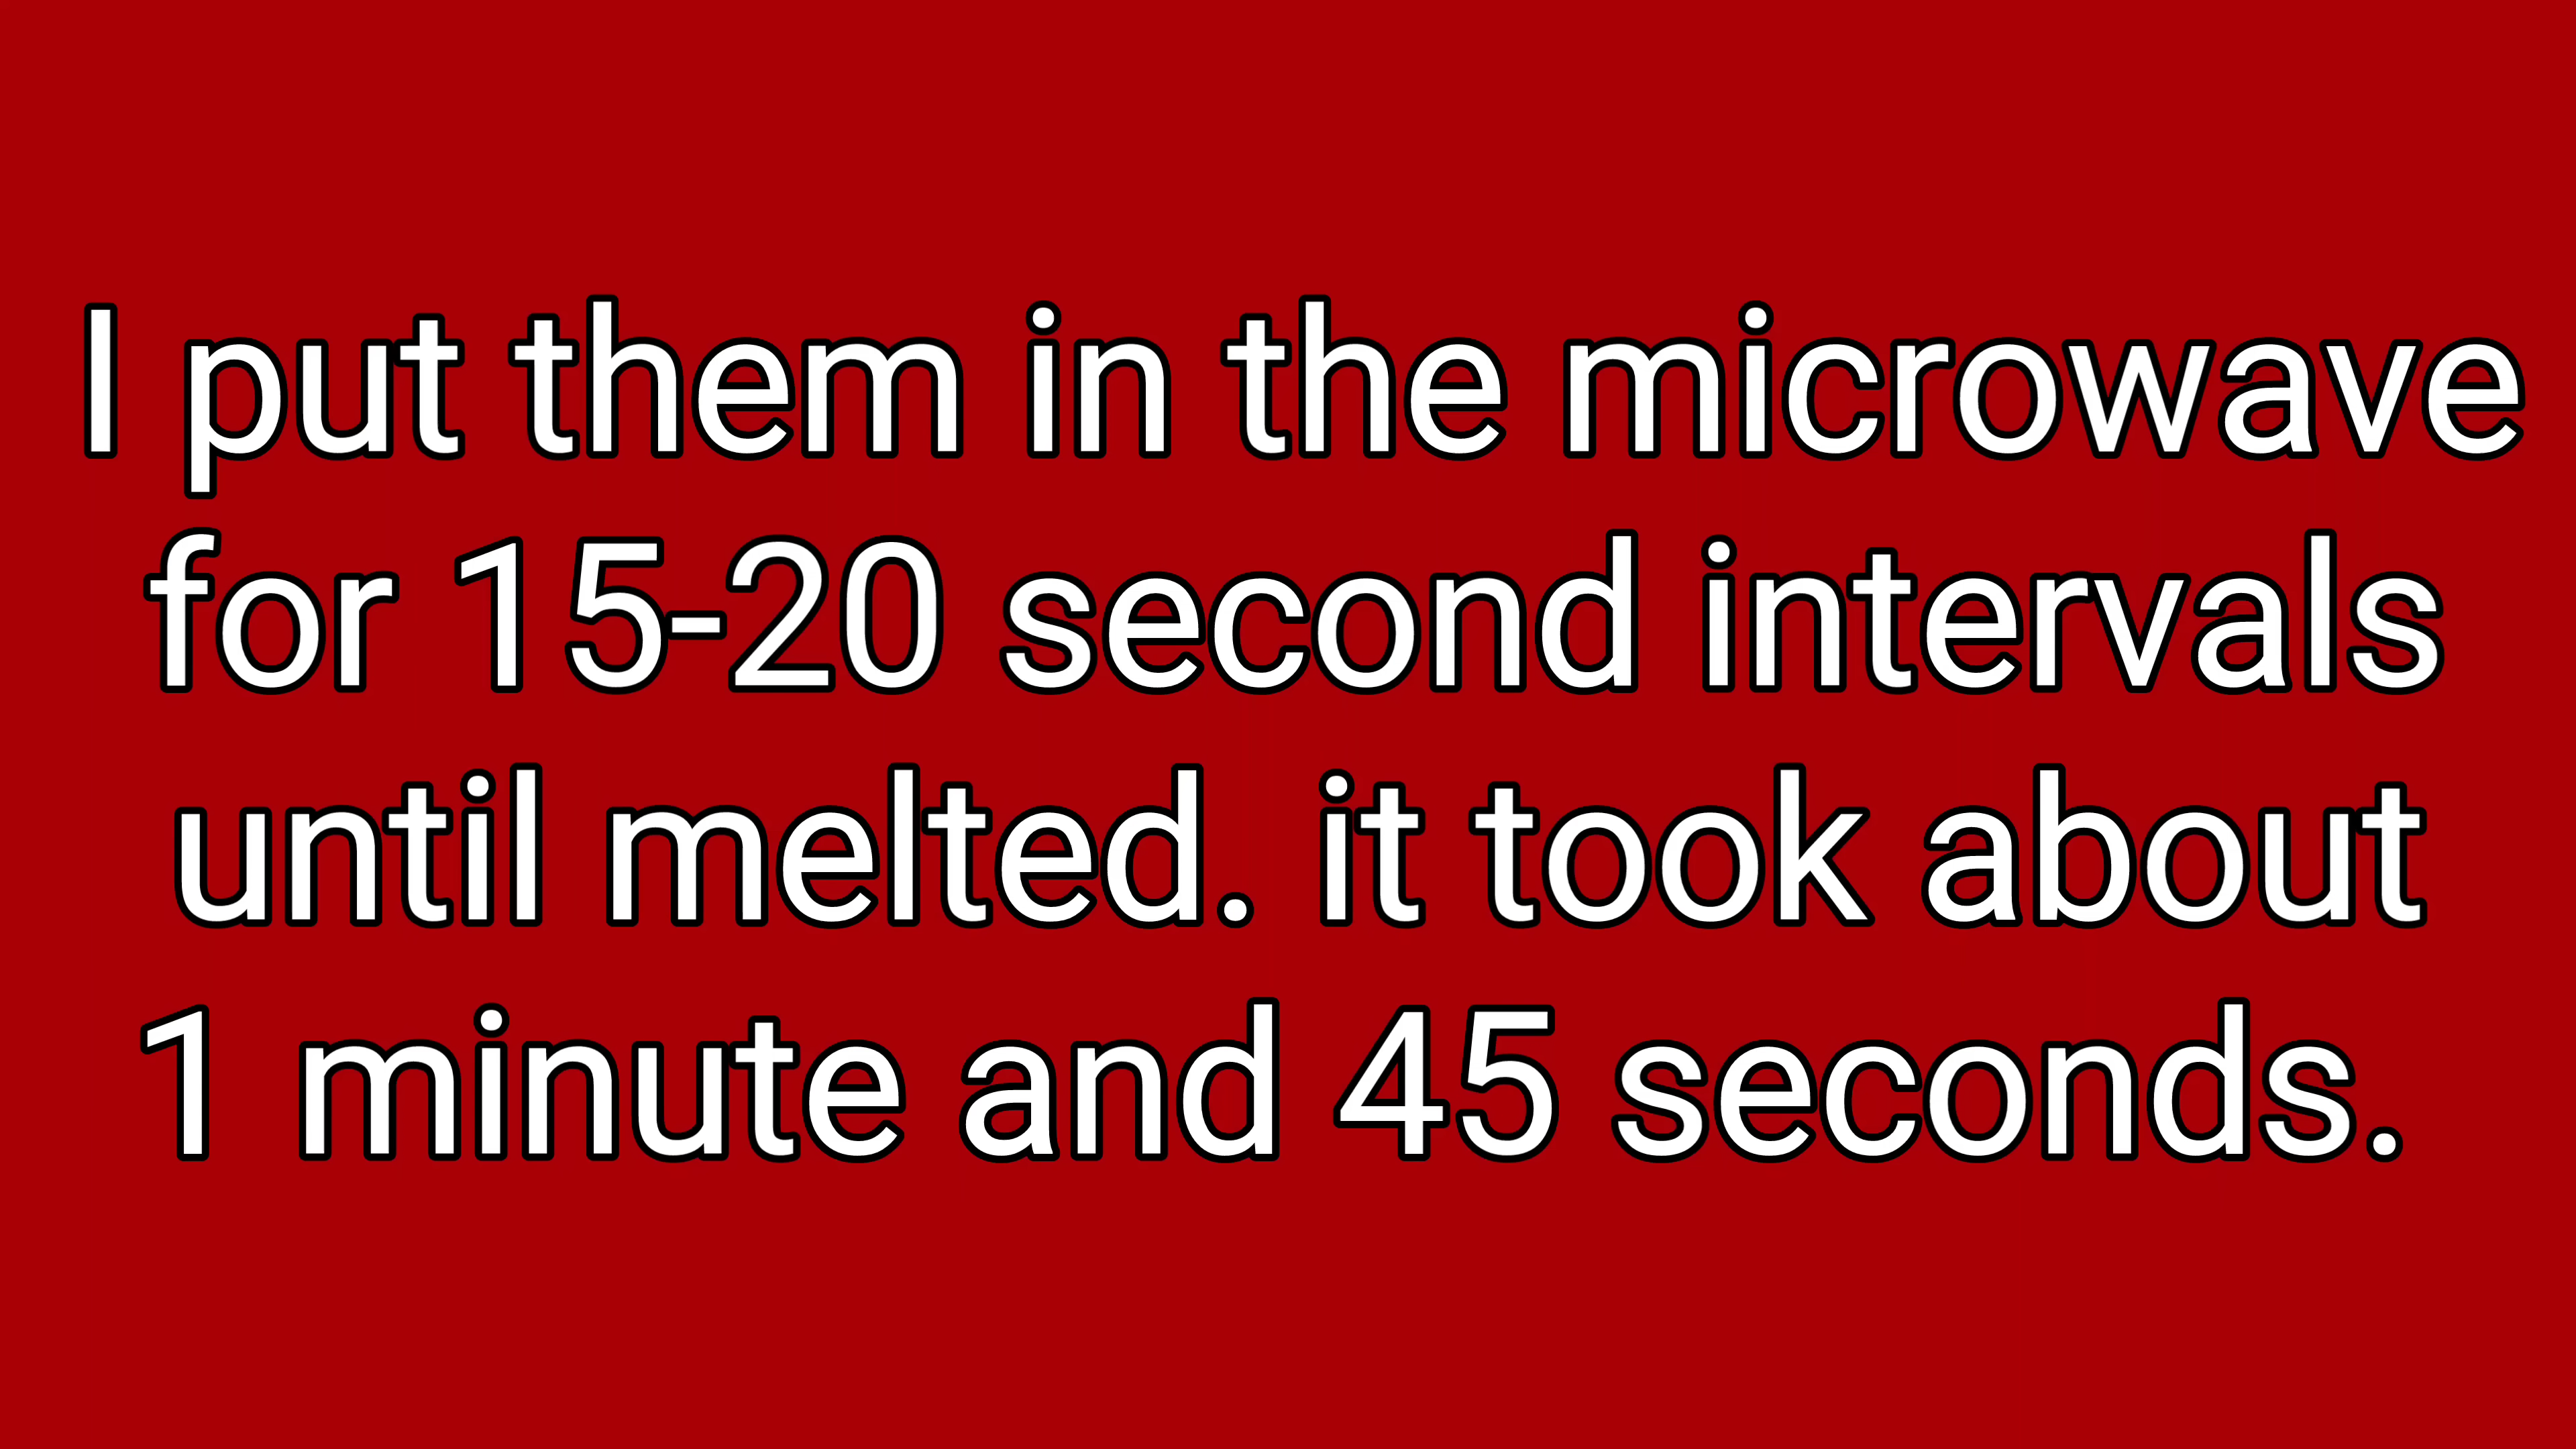 I put them in the microwave
for 15-20 second intervals
until melted. it took about
1 minute and 45 seconds.